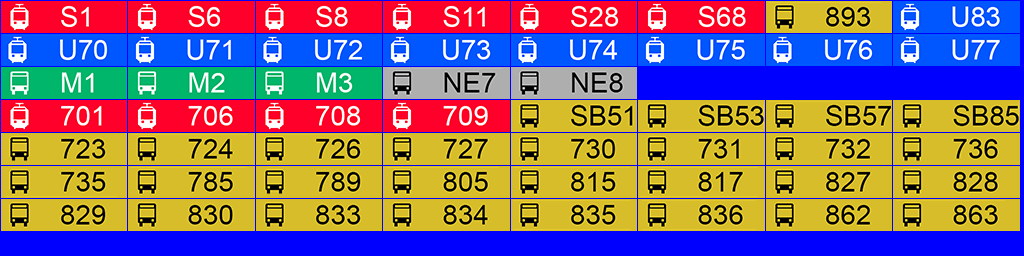 S1 S6 S8 S11 S28 S68 893 U83
U70 U71 U72 U73 U74 U75 U76 U77
M1 M2 M3 NE7 NE8
701 706 708 709 SB51 SB53 SB57 SB85
723 724 726 727 730 731 732 736
735 785 789 805 815 817 827 828
829 830 833 834 835 836 862 863